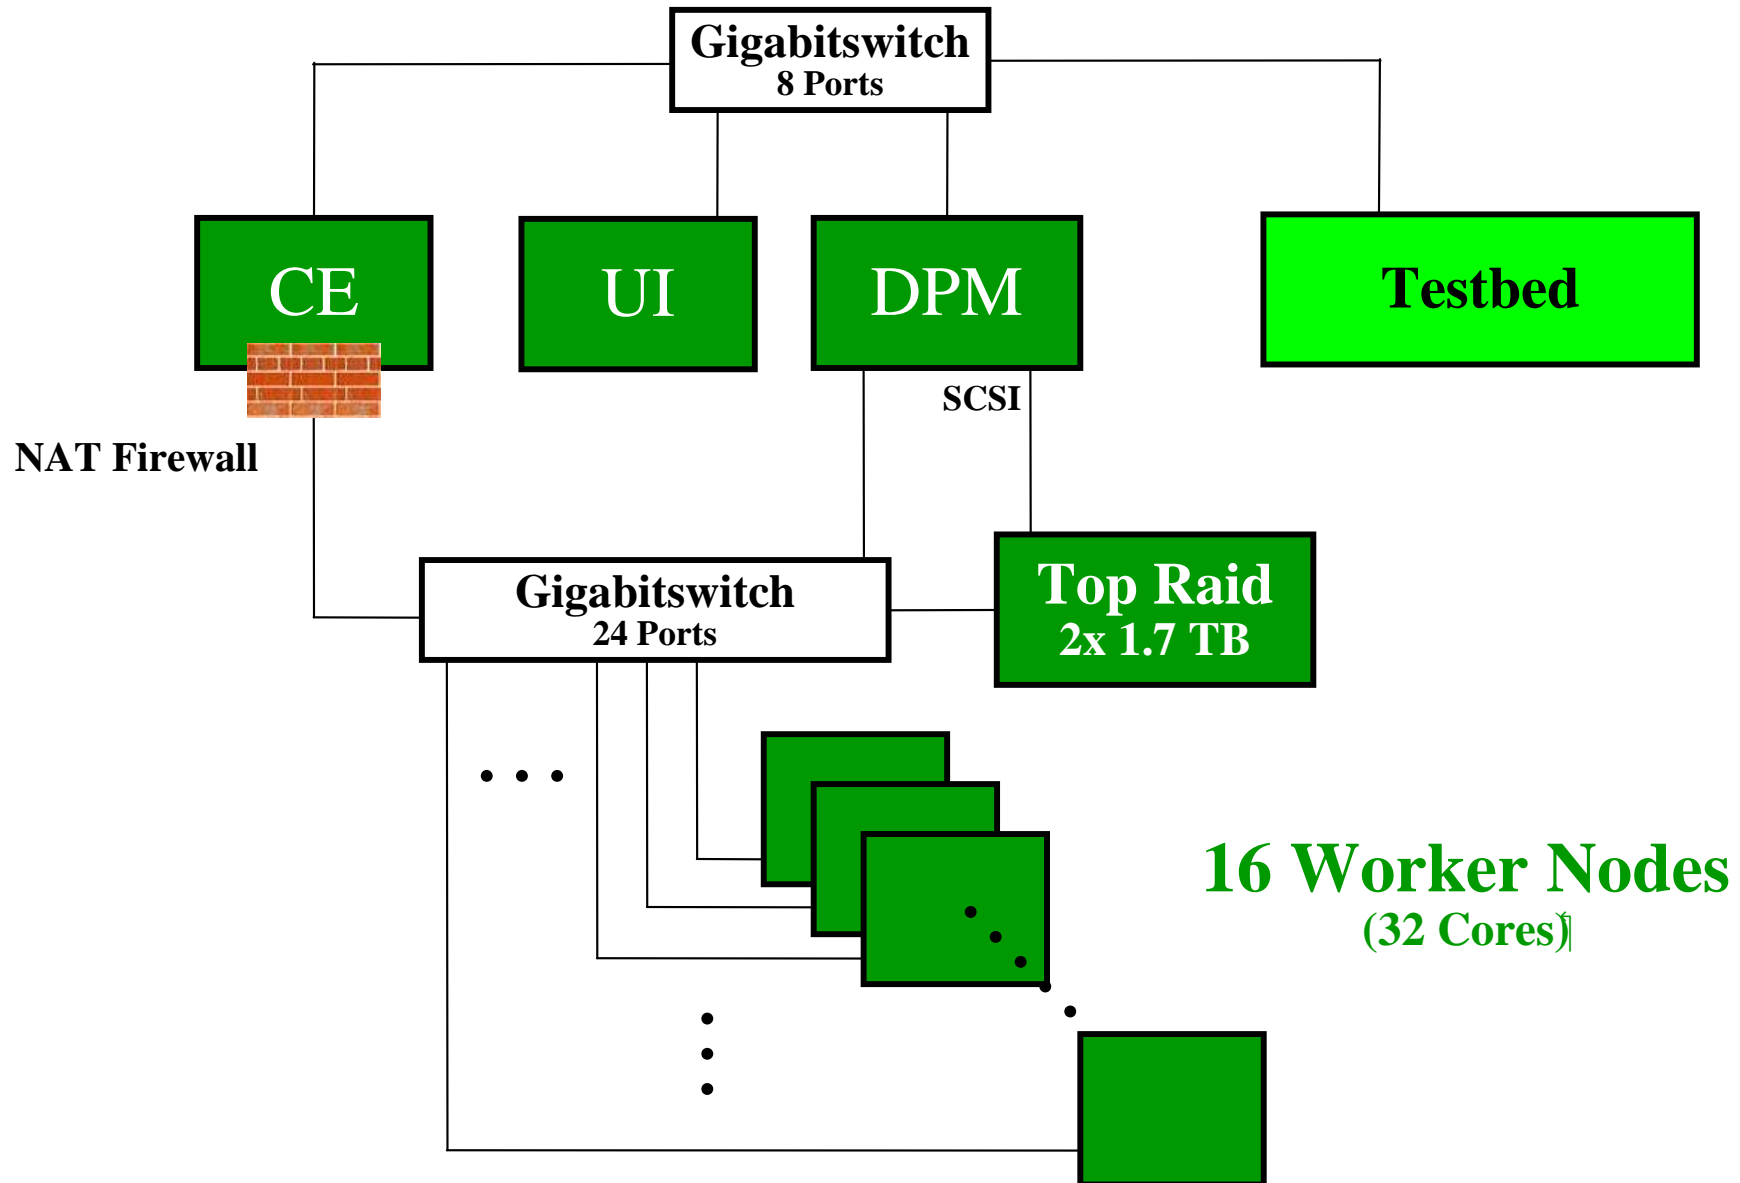 Gigabitswitch
8 Ports
CE
UI
DPM
Testbed
SCSI
NAT Firewall
Gigabitswitch
24 Ports
Top Raid
2x 1.7 TB
16 Worker Nodes
(32 Cores)